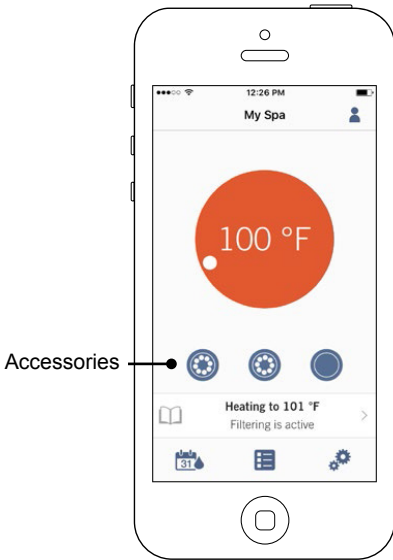 12:26 PM
My Spa
100 °F
Accessories
Heating to 101 °F
Filtering is active
31